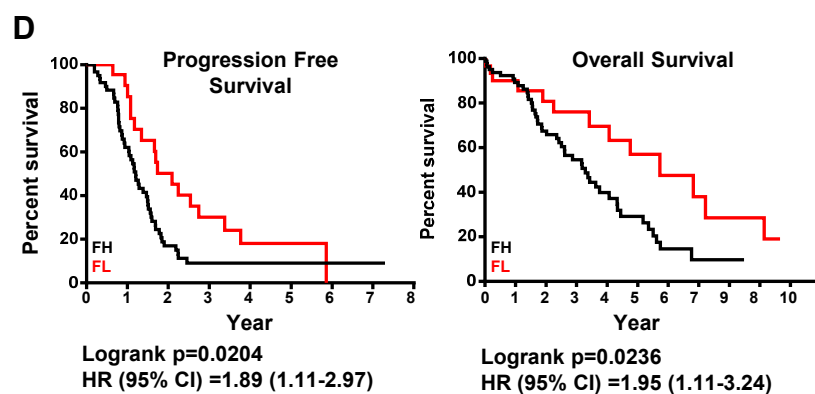 D
Progression Free
Survival
Percent survival
100
80
60
40
20
0
FH
FL
0 1 2 3 4 5 6 7 8
Year
Logrank p=0.0204
HR (95% CI) =1.89 (1.11-2.97)
Overall Survival
Percent survival
100
80
60
40
20
0
FH
FL
0 1 2 3 4 5 6 7 9 8 10
Year
Logrank p=0.0236
HR (95% CI) =1.95 (1.11-3.24)